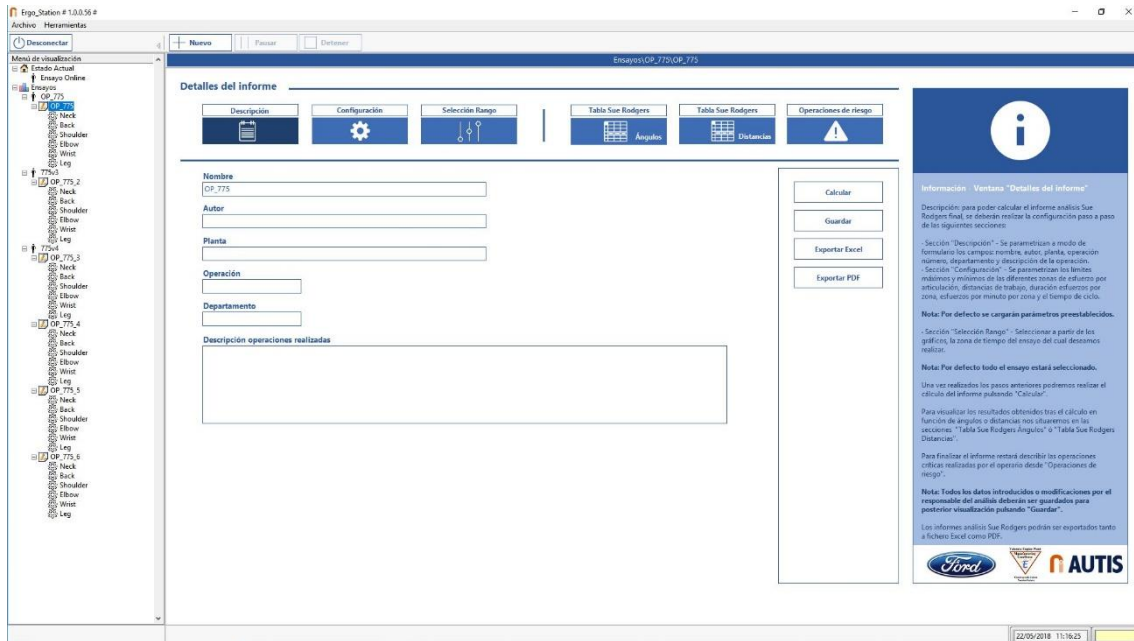 Ergo_Station # 1.0.0.56 #
Archivo Herramientas
Desconectar
Nuevo
Pausar
Detener
Menú de visualización
Estado Actual
Ensayo Online
Ensayos
OP_775
OP_775
Neck
Back
Shoulder
Elbow
Wrist
Leg
775v3
OP_775_2
Neck
Back
Shoulder
Elbow
Wrist
Leg
775v4
OP_775_3
Neck
Back
Shoulder
Elbow
Wrist
Leg
OP_775_4
Neck
Back
Shoulder
Elbow
Wrist
Leg
OP_775_5
Neck
Back
Shoulder
Elbow
Wrist
Leg
OP_775_6
Neck
Back
Shoulder
Elbow
Wrist
Leg
Ensayos\OP_775\OP_775
Detalles del informe
Descripción
Configuración
Selección Rango
Tabla Sue Rodgers
Ángulos
Tabla Sue Rodgers
Distancias
Operaciones de riesgo
Nombre
OP_775
Autor
Planta
Operación
Departamento
Descripción operaciones realizadas
Calcular
Guardar
Exportar Excel
Exportar PDF
Información - Ventana "Detalles del informe"
Descripción: para poder calcular el informe análisis Sue
Rodgers final, se deberán realizar la configuración paso a paso
de las siguientes secciones:
- Sección "Descripción" - Se parametrizan a modo de
formulario los campos: nombre, autor, planta, operación
número, departamento y descripción de la operación.
- Sección "Configuración" - Se parametrizan los límites
máximos y mínimos de las diferentes zonas de esfuerzo por
articulación, distancias de trabajo, duración esfuerzos por
zona, esfuerzos por minuto por zona y el tiempo de ciclo.
Nota: Por defecto se cargarán parámetros preestablecidos.
- Sección "Selección Rango" - Seleccionar a partir de los
gráficos, la zona de tiempo del ensayo del cual deseamos
realizar.
Nota: Por defecto todo el ensayo estará seleccionado.
Una vez realizados los pasos anteriores podremos realizar el
cálculo del informe pulsando "Calcular".
Para visualizar los resultados obtenidos tras el cálculo en
función de ángulos o distancias nos situaremos en las
secciones "Tabla Sue Rodgers Ángulos" ó "Tabla Sue Rodgers
Distancias".
Para finalizar el informe restará describir las operaciones
críticas realizadas por el operario desde "Operaciones de
riesgo".
Nota: Todos los datos introducidos o modificaciones por el
responsable del análisis deberán ser guardados para
posterior visualización pulsando "Guardar".
Los informes análisis Sue Rodgers podrán ser exportados tanto
a fichero Excel como PDF.
Ford
AUTIS
22/05/2018 11:16:25